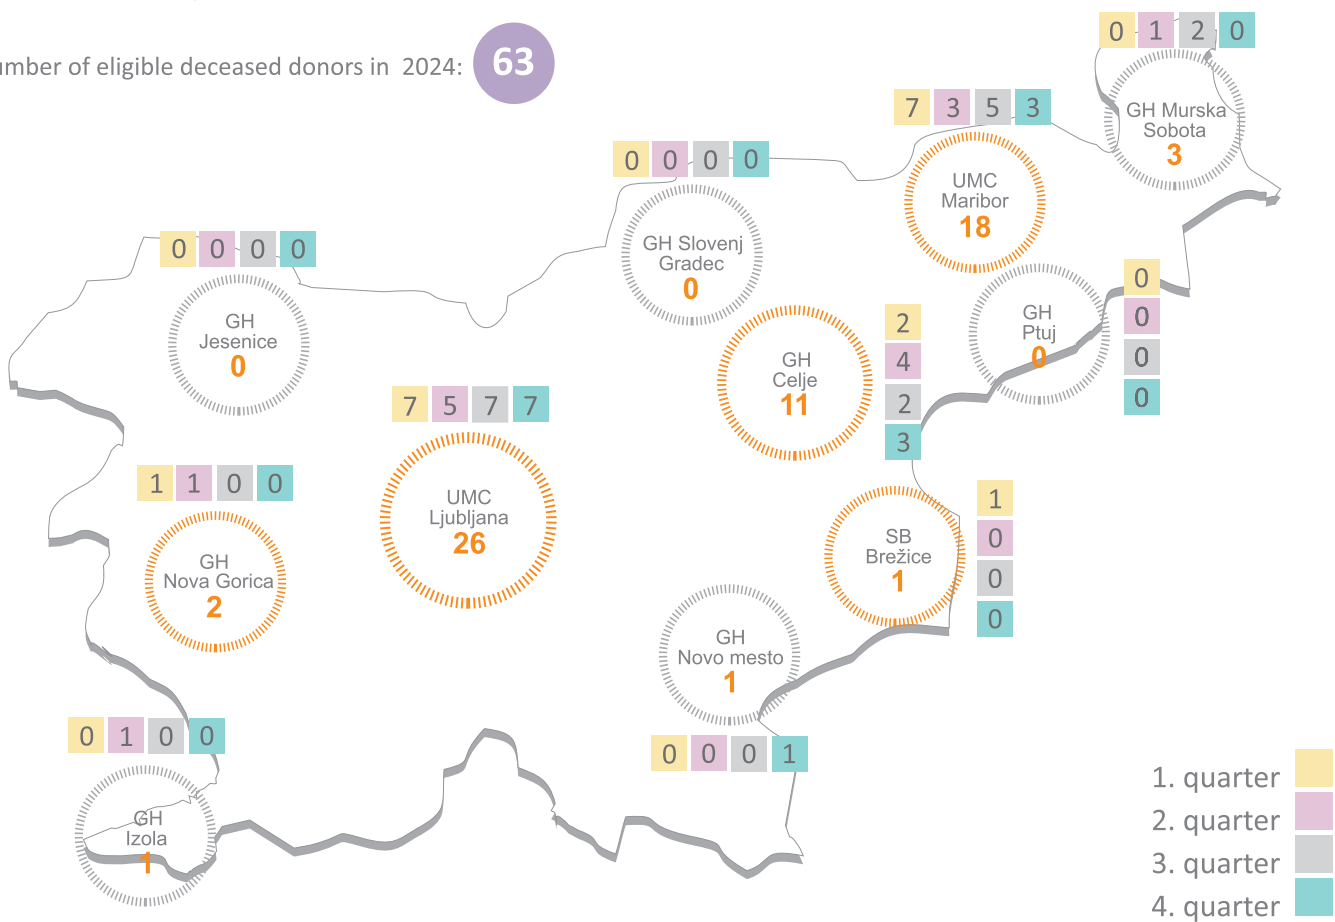 umber of eligible deceased donors in 2024: 63
0 1 2 0
GH Murska
Sobota
3
7 3 5 3
UMC
Maribor
18
0 0 0 0
GH Slovenj
Gradec
0
0 0 0 0
GH
Jesenice
0
GH
Ptuj
0
0
0
0
0
GH
Celje
11
2
4
2
3
7 5 7 7
UMC
Ljubljana
26
1 1 0 0
GH
Nova Gorica
2
SB
Brežice
1
1
0
0
0
GH
Novo mesto
1
0 0 0 1
0 1 0 0
GH
Izola
1
1. quarter
2. quarter
3. quarter
4. quarter